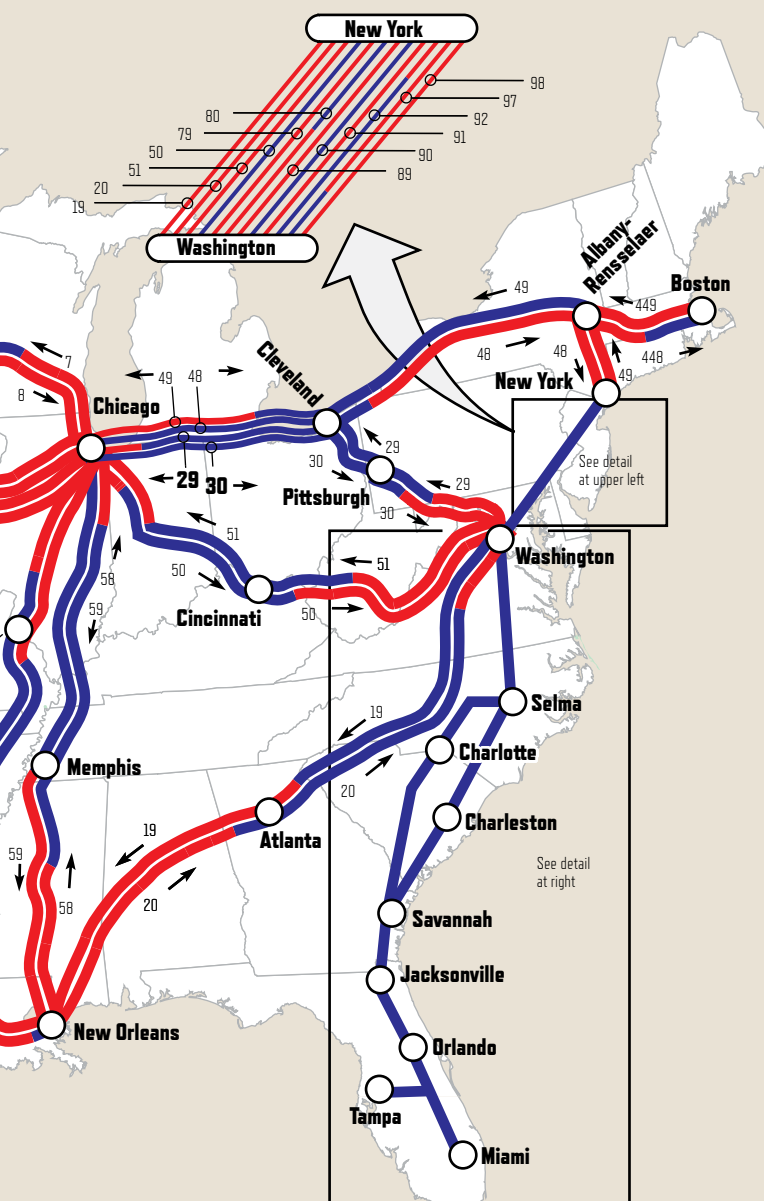 New York
98
97
80
92
79
91
50
90
51
89
20
19
Washington
Albany-
Rensselaer
Boston
49
449
7
48
48
448
49
8
Cleveland
New York
49
48
Chicago
29
See detail
at upper left
30
29 30
Pittsburgh
29
30
51
51
Washington
50
58
59
Cincinnati
50
Selma
19
Charlotte
Memphis
20
Atlanta
Charleston
19
59
See detail
at right
20
58
Savannah
Jacksonville
New Orleans
Orlando
Tampa
Miami